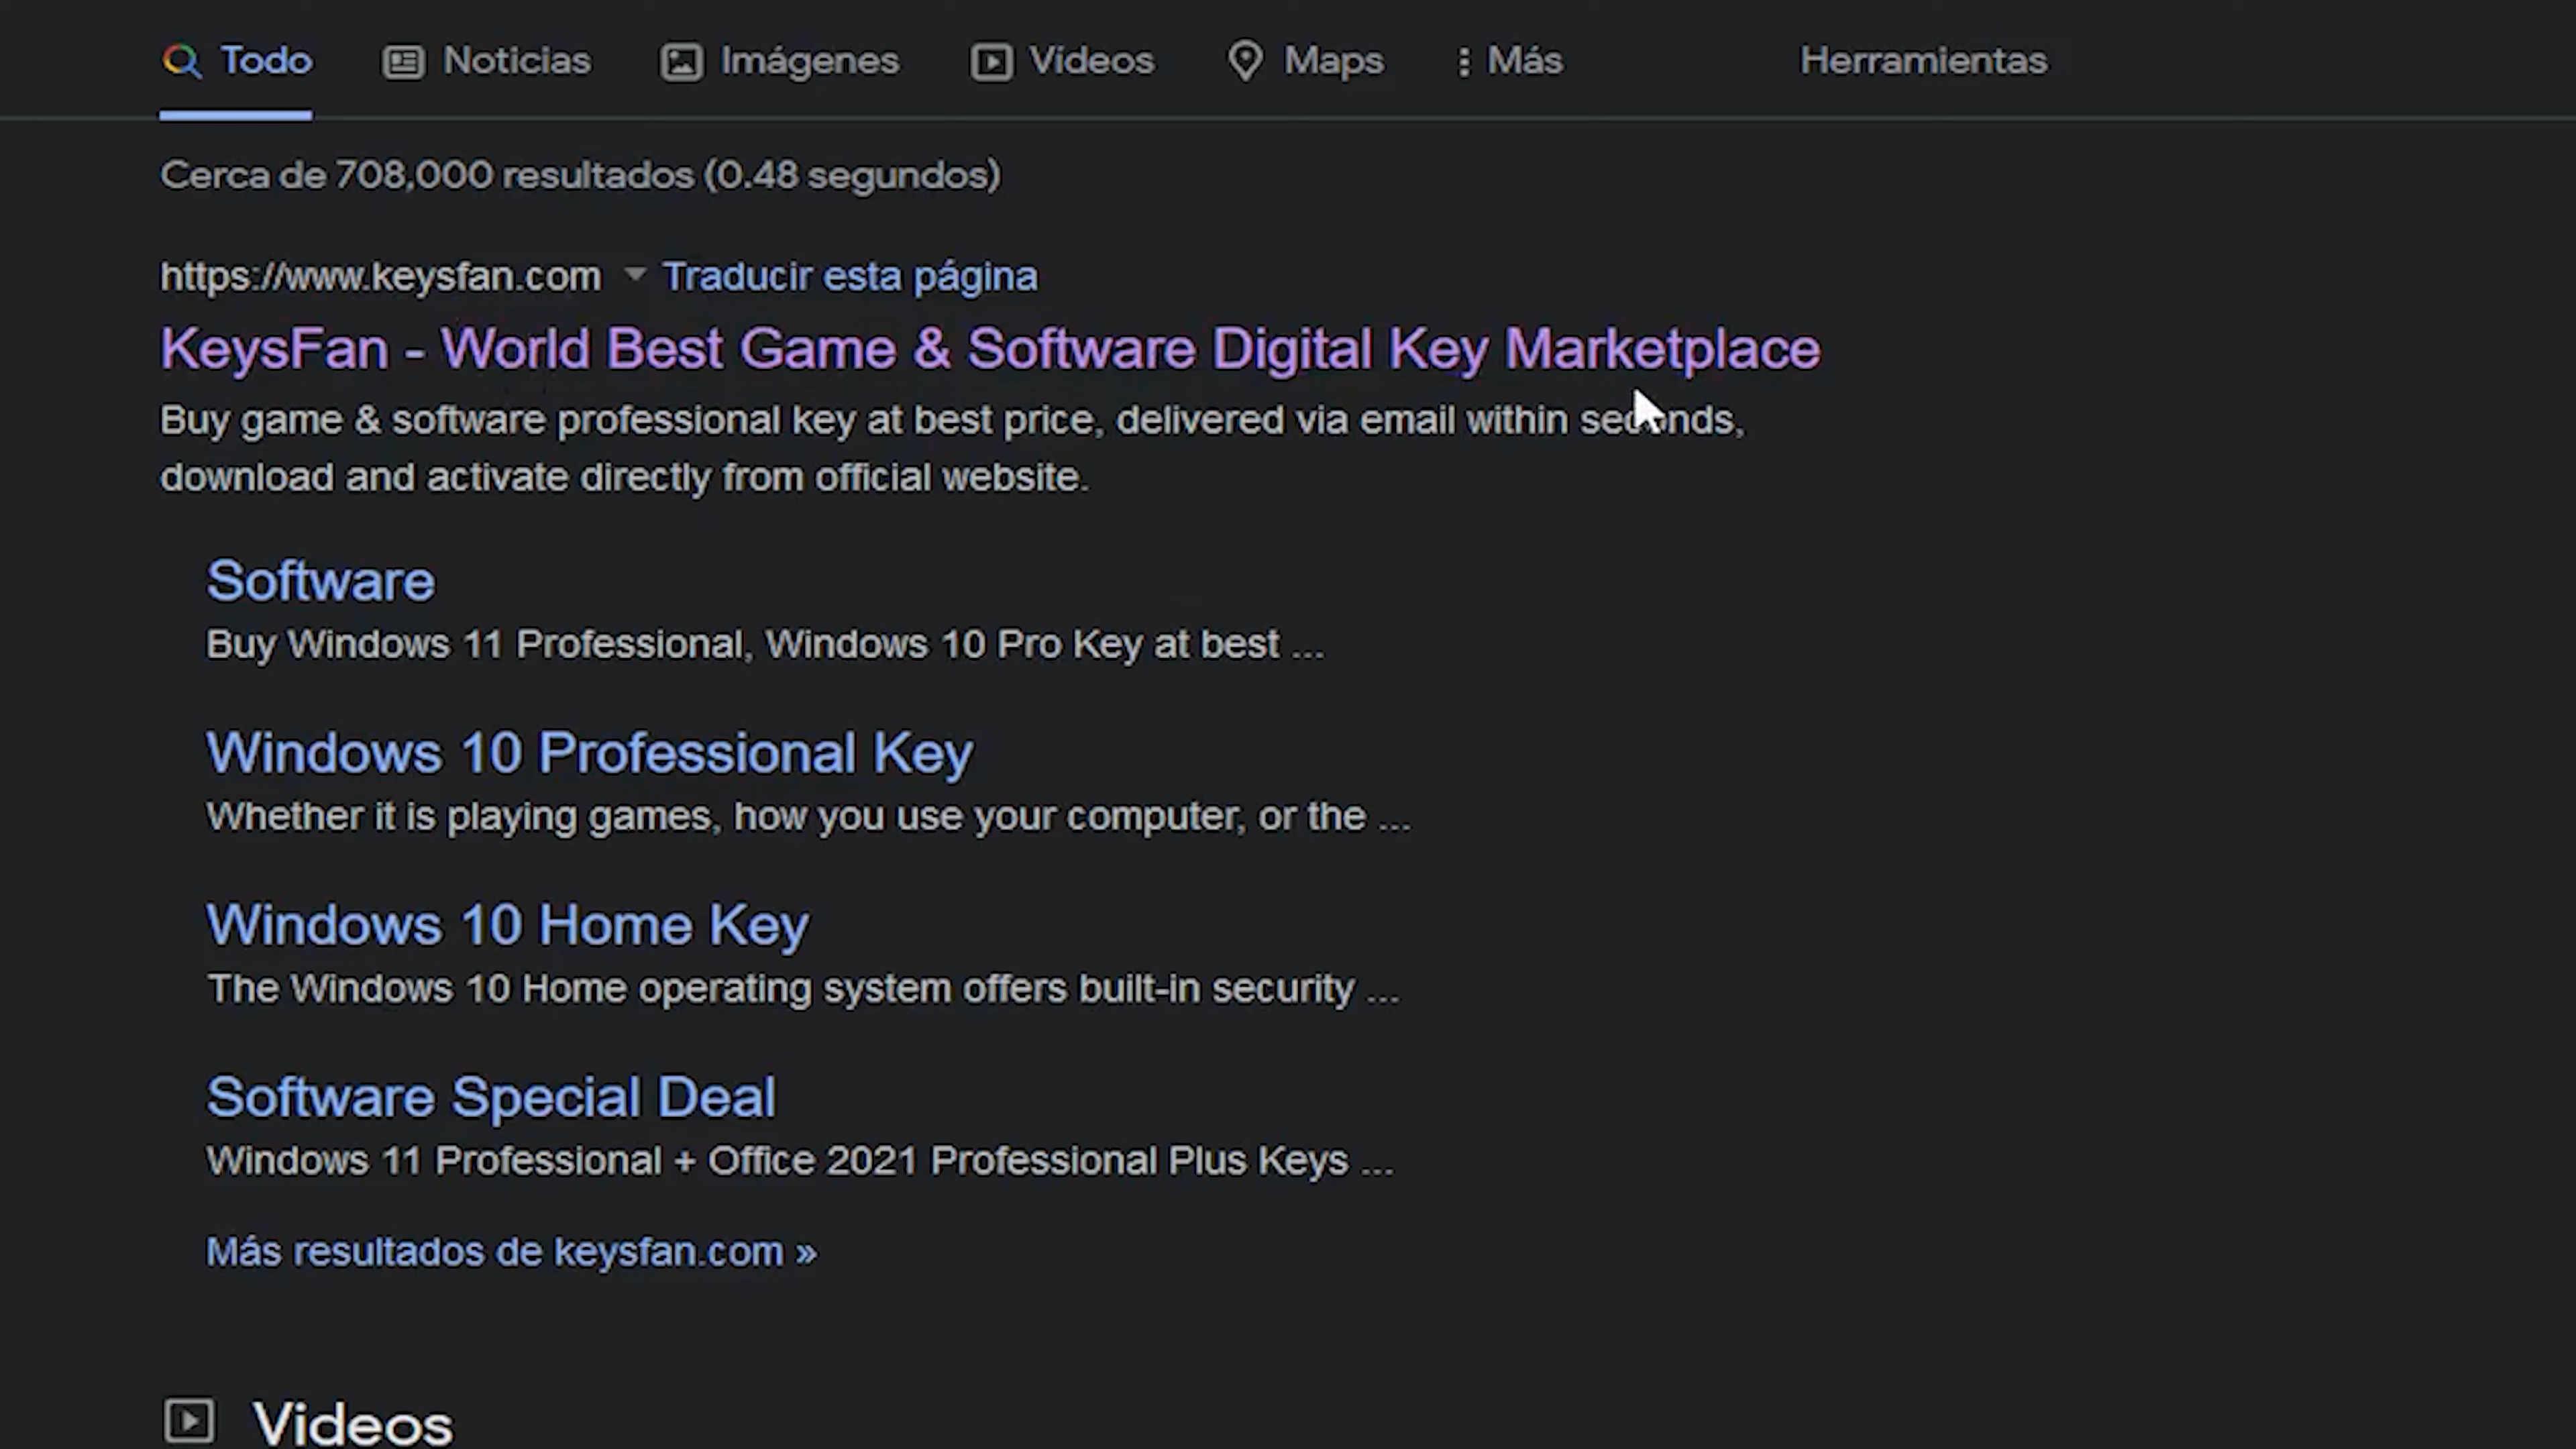 Todo Noticias Imágenes Videos Maps Más Herramientas
Cerca de 708,000 resultados (0.48 segundos)
https://www.keysfan.com Traducir esta página
KeysFan - World Best Game & Software Digital Key Marketplace
Buy game & software professional key at best price, delivered via email within seconds,
download and activate directly from official website.
Software
Buy Windows 11 Professional, Windows 10 Pro Key at best ...
Windows 10 Professional Key
Whether it is playing games, how you use your computer, or the ...
Windows 10 Home Key
The Windows 10 Home operating system offers built-in security ...
Software Special Deal
Windows 11 Professional + Office 2021 Professional Plus Keys ...
Más resultados de keysfan.com »
Videos